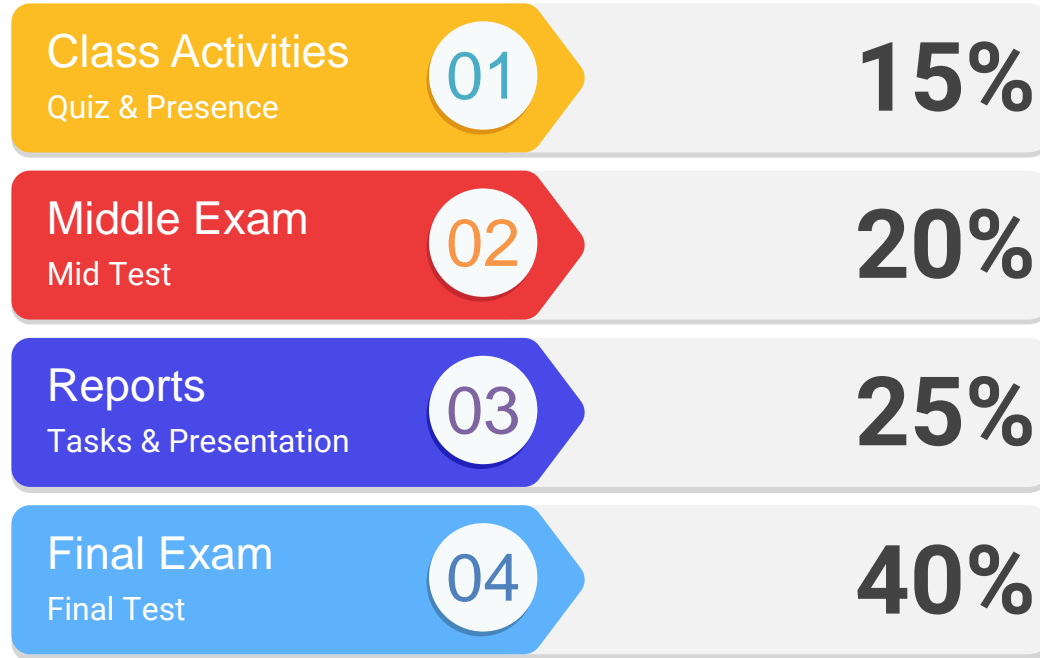 Class Activities
Quiz & Presence
01
15%
Middle Exam
Mid Test
02
20%
Reports
Tasks & Presentation
03
25%
Final Exam
Final Test
04
40%